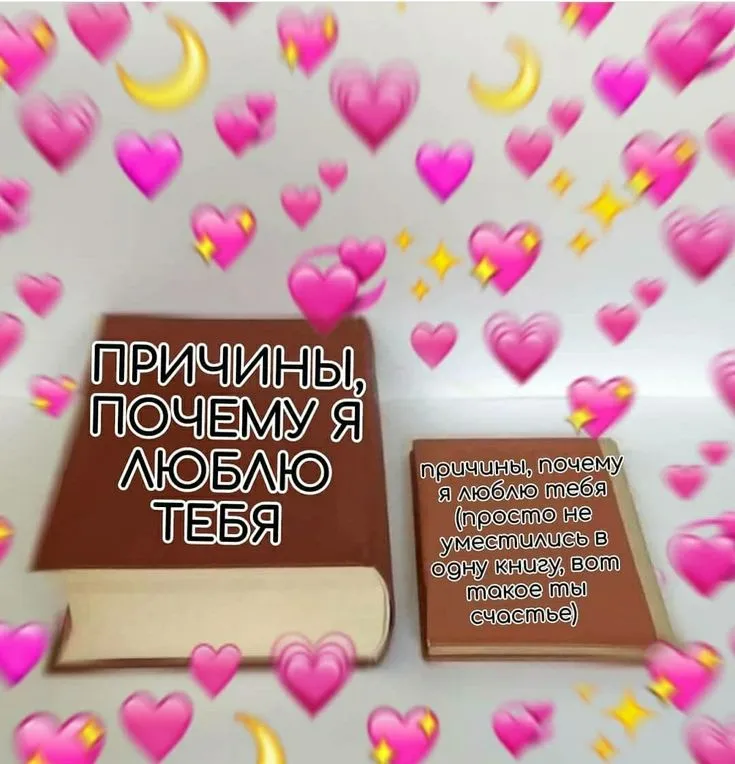 ПРИЧИНЫ,
ПОЧЕМУ Я
ЛЮБЛЮ
ТЕБЯ
причины, почему
я люблю тебя
(просто не
уместились в
одну книгу, вот
такое ты
счастье)